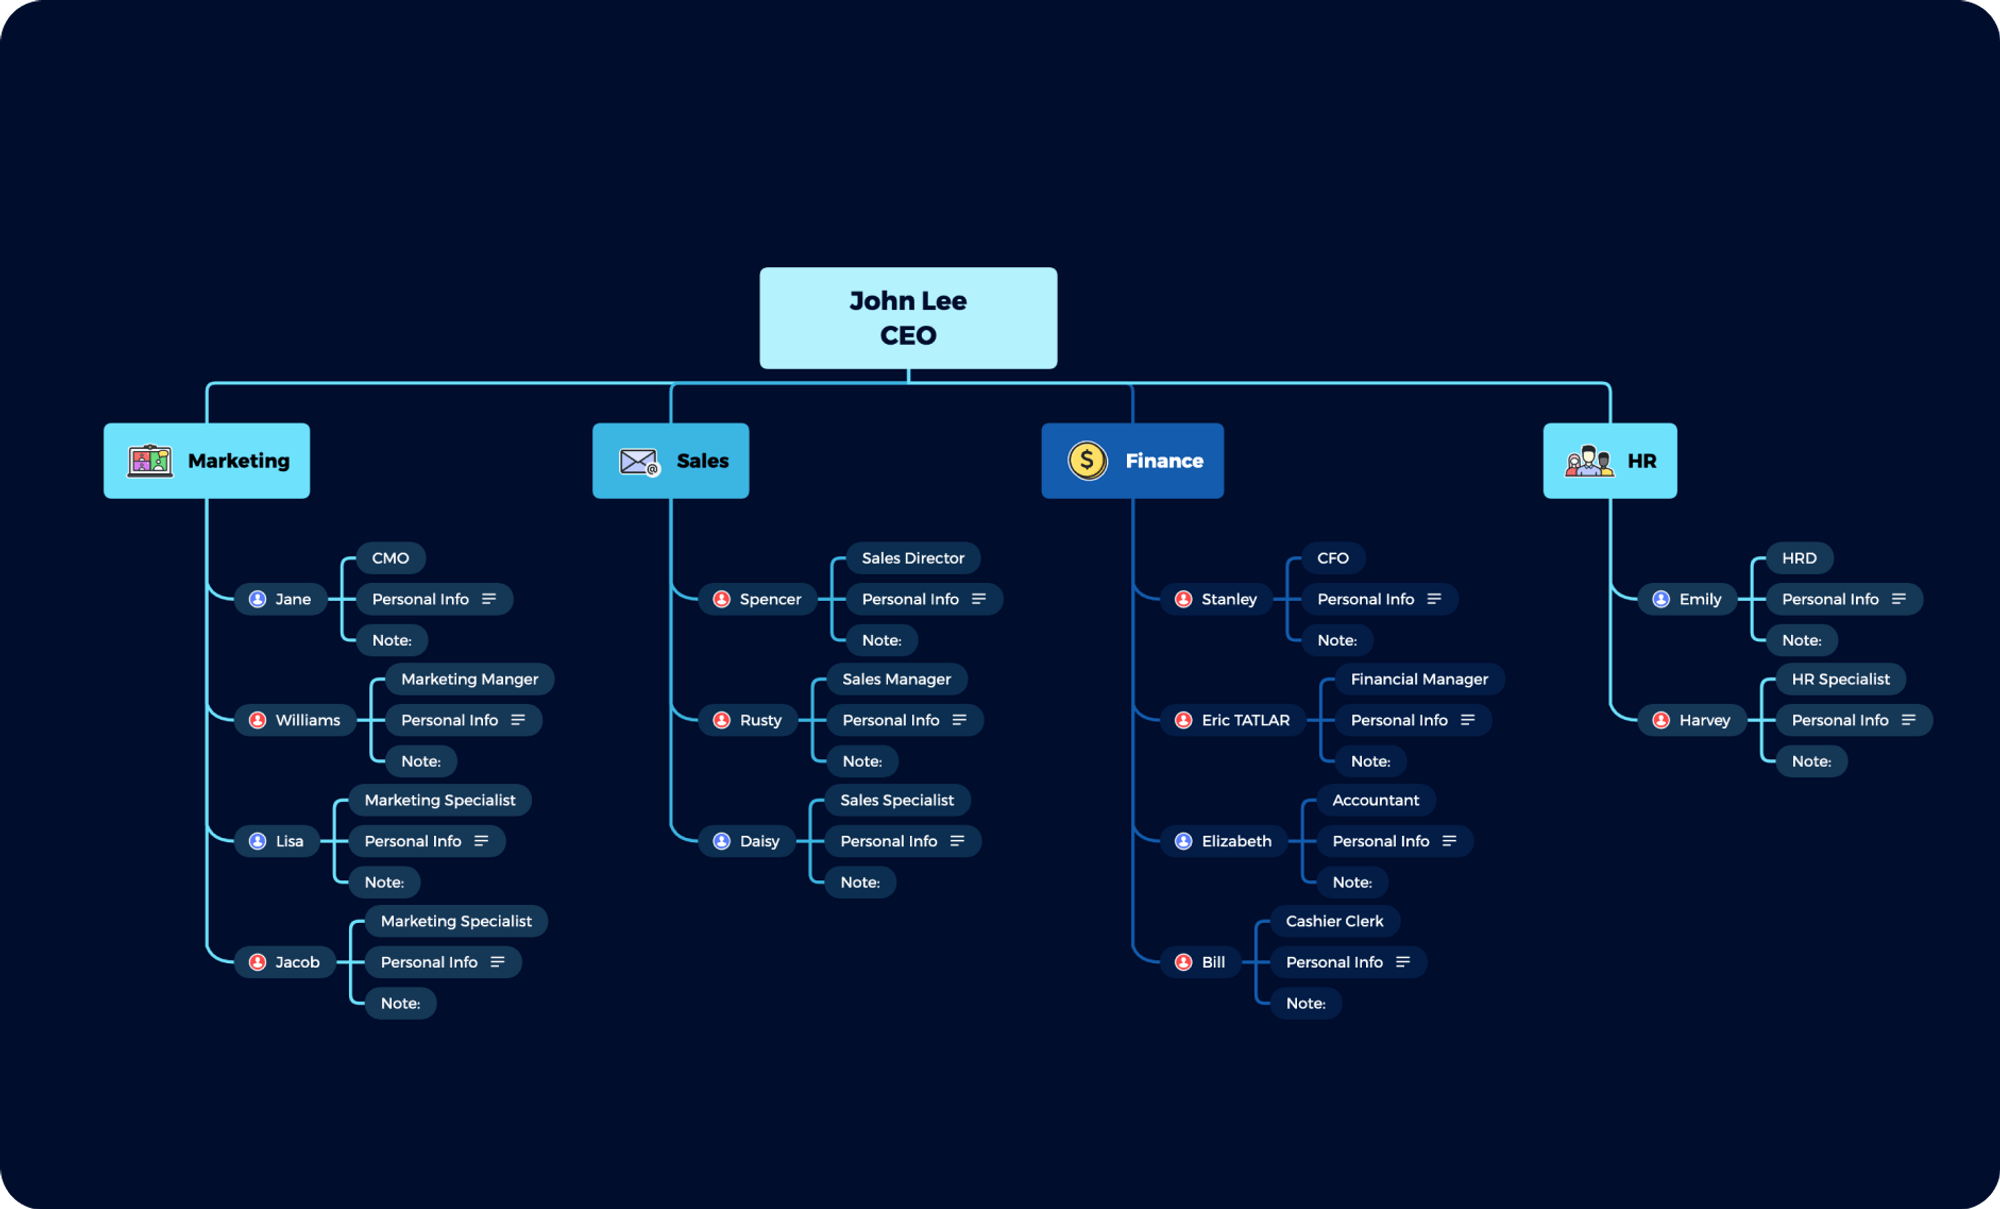 John Lee
CEO
Marketing
Jane
CMO
Personal Info
Note:
Williams
Marketing Manger
Personal Info
Note:
Lisa
Marketing Specialist
Personal Info
Note:
Jacob
Marketing Specialist
Personal Info
Note:
@
Sales
Spencer
Sales Director
Personal Info
Note:
Rusty
Sales Manager
Personal Info
Note:
Daisy
Sales Specialist
Personal Info
Note:
$
Finance
Stanley
CFO
Personal Info
Note:
Eric TATLAR
Financial Manager
Personal Info
Note:
Elizabeth
Accountant
Personal Info
Note:
Bill
Cashier Clerk
Personal Info
Note:
HR
Emily
HRD
Personal Info
Note:
Harvey
HR Specialist
Personal Info
Note: